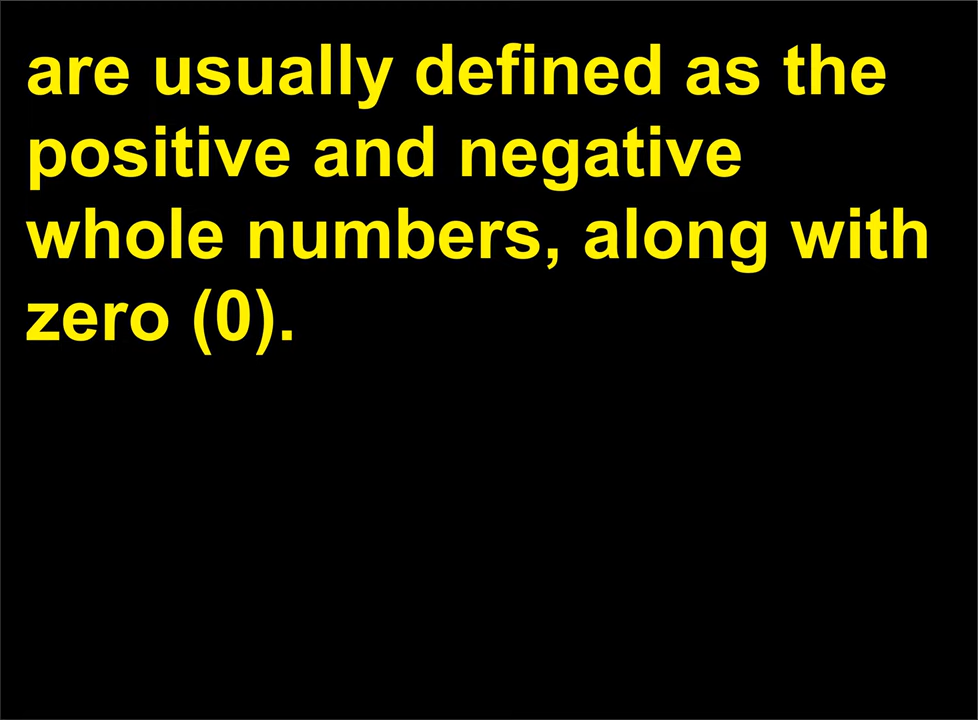 are usually defined as the
positive and negative
whole numbers, along with
zero (0).